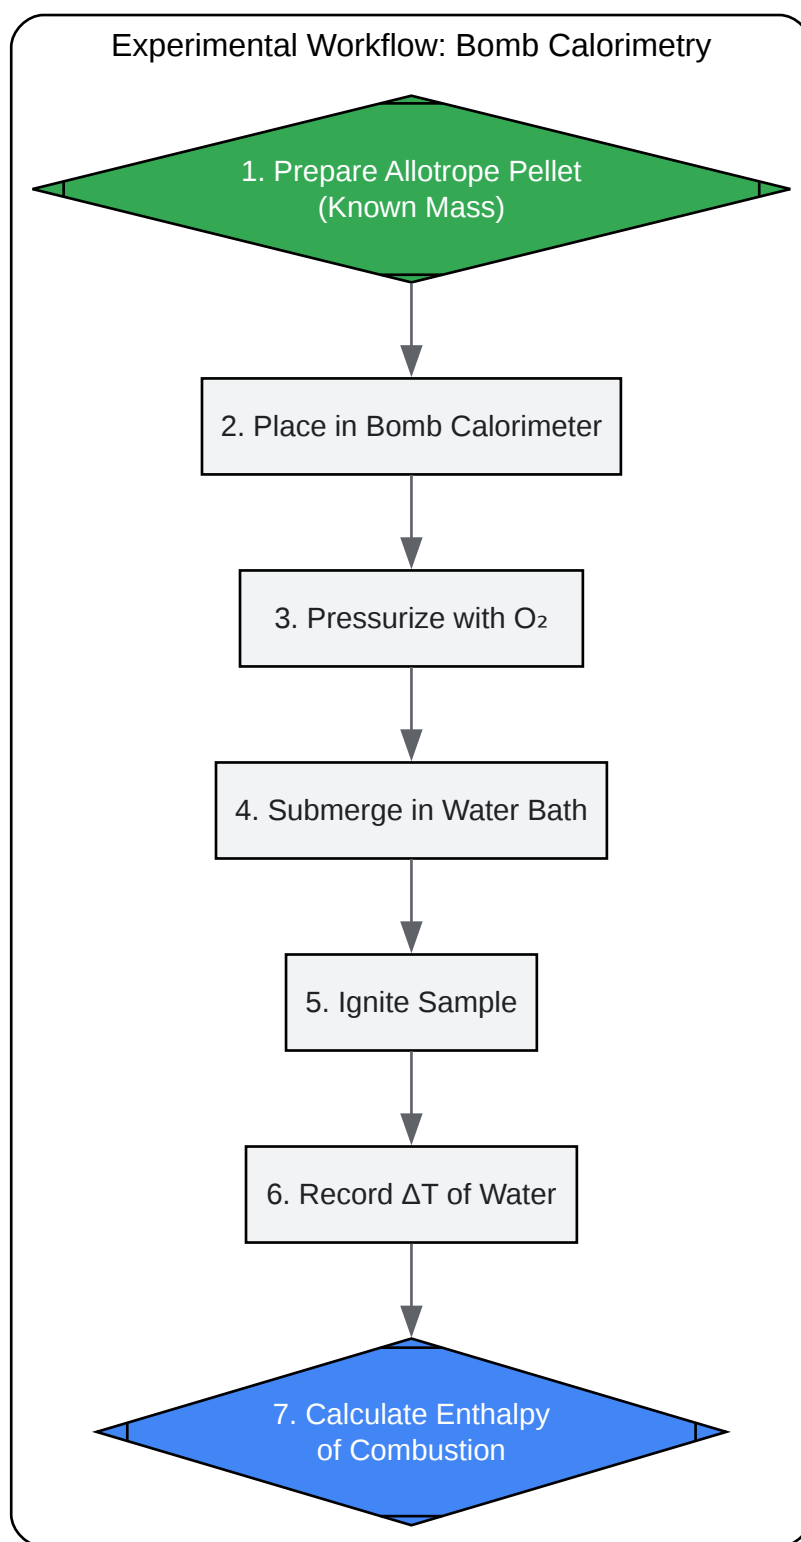 Experimental Workflow: Bomb Calorimetry
1. Prepare Allotrope Pellet
(Known Mass)
2. Place in Bomb Calorimeter
3. Pressurize with O₂
4. Submerge in Water Bath
5. Ignite Sample
6. Record ΔT of Water
7. Calculate Enthalpy
of Combustion